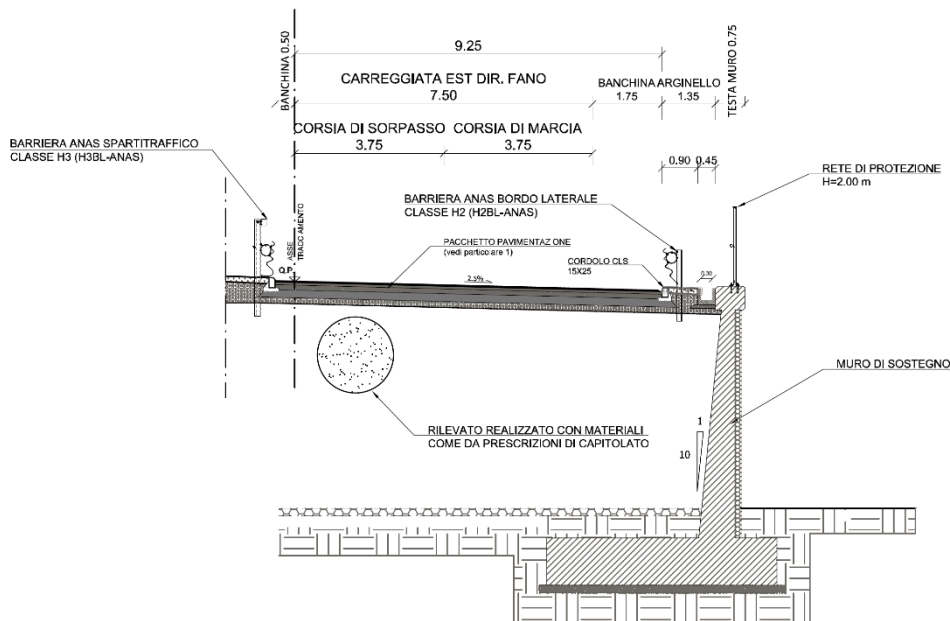 9.25
BANCHINA 0.50
TESTA MURO 0.75
CARREGGIATA EST DIR. FANO
7.50
BANCHINA ARGINELLO
1.75 1.35
CORSIA DI SORPASSO CORSIA DI MARCIA
3.75 3.75
BARRIERA ANAS SPARTITRAFFICO
CLASSE H3 (H3BL-ANAS)
0.90 0.45
RETE DI PROTEZIONE
H=2.00 m
BARRIERA ANAS BORDO LATERALE
CLASSE H2 (H2BL-ANAS)
ASSE
TRACCIAMENTO
PACCHETTO PAVIMENTAZIONE
(vedi particolare 1)
CORDOLO CLS
15X25
Q.P.
2.5%
0.30
MURO DI SOSTEGNO
RILEVATO REALIZZATO CON MATERIALI
COME DA PRESCRIZIONI DI CAPITOLATO
1
10